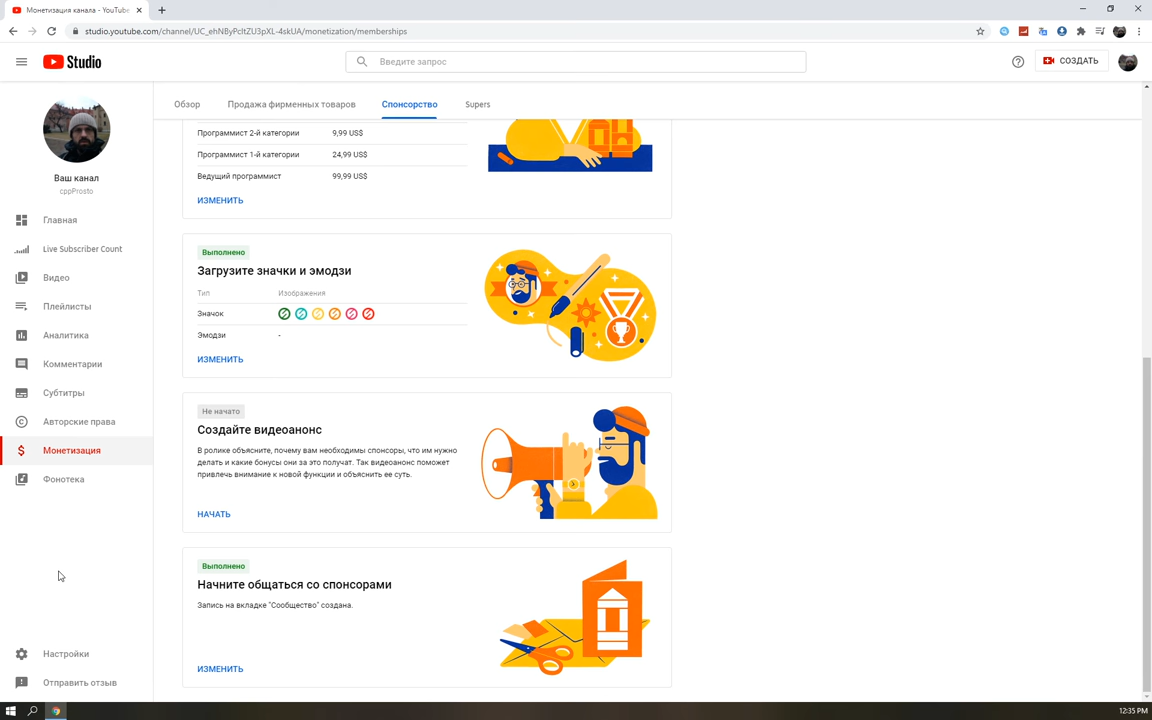 Монетизация канала - YouTube
studio.youtube.com/channel/UC_ehNByPcItZU3pXL-4skUA/monetization/memberships
Studio
Введите запрос
СОЗДАТЬ
Ваш канал
cppProsto
Главная
Live Subscriber Count
Видео
Плейлисты
Аналитика
Комментарии
Субтитры
Авторские права
Монетизация
Фонотека
Настройки
Отправить отзыв
Обзор
Продажа фирменных товаров
Спонсорство
Supers
Программист 2-й категории 9,99 US$
Программист 1-й категории 24,99 US$
Ведущий программист 99,99 US$
ИЗМЕНИТЬ
Выполнено
Загрузите значки и эмодзи
Тип Изображения
Значок
Эмодзи -
ИЗМЕНИТЬ
Не начато
Создайте видеоанонс
В ролике объясните, почему вам необходимы спонсоры, что им нужно
делать и какие бонусы они за это получат. Так видеоанонс поможет
привлечь внимание к новой функции и объяснить ее суть.
НАЧАТЬ
Выполнено
Начните общаться со спонсорами
Запись на вкладке "Сообщество" создана.
ИЗМЕНИТЬ
12:35 PM